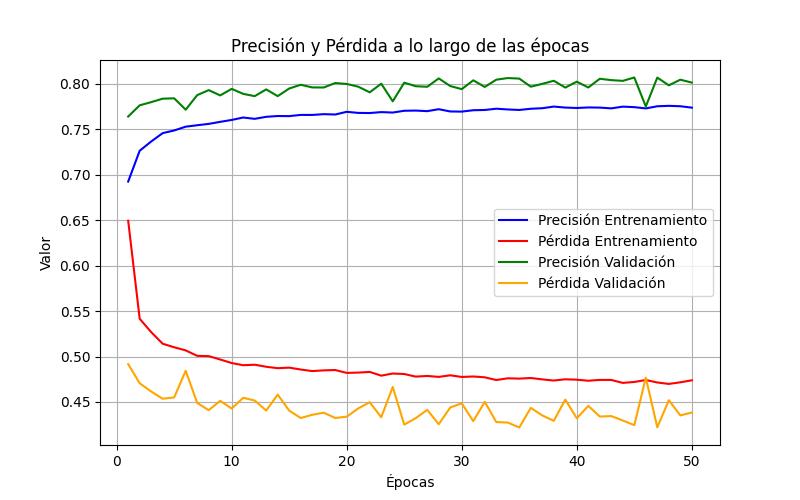 Precisión y Pérdida a lo largo de las épocas
0.80
0.75
0.70
0.65
0.60
0.55
0.50
0.45
Valor
Precisión Entrenamiento
Pérdida Entrenamiento
Precisión Validación
Pérdida Validación
0 10 20 30 40 50
Épocas